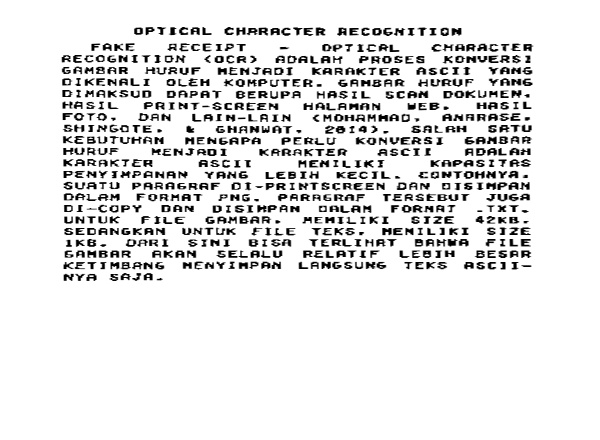 OPTICAL CHARACTER RECOGNITION
FAKE RECEIPT - OPTICAL CHARACTER
RECOGNITION (OCR) ADALAH PROSES KONVERSI
GAMBAR HURUF MENJADI KARAKTER ASCII YANG
DIKENALI OLEH KOMPUTER. GAMBAR HURUF YANG
DIMAKSUD DAPAT BERUPA HASIL SCAN DOKUMEN,
HASIL PRINT-SCREEN HALAMAN WEB, HASIL
FOTO, DAN LAIN-LAIN (MOHAMMAD, ANARASE,
SHINGOTE, & GHANWAT, 2014). SALAH SATU
KEBUTUHAN MENGAPA PERLU KONVERSI GAMBAR
HURUF MENJADI KARAKTER ASCII ADALAH
KARAKTER ASCII MEMILIKI KAPASITAS
PENYIMPANAN YANG LEBIH KECIL. CONTOHNYA,
SUATU PARAGRAF DI-PRINTSCREEN DAN DISIMPAN
DALAM FORMAT PNG. PARAGRAF TERSEBUT JUGA
DI-COPY DAN DISIMPAN DALAM FORMAT .TXT.
UNTUK FILE GAMBAR, MEMILIKI SIZE 42KB.
SEDANGKAN UNTUK FILE TEKS, MEMILIKI SIZE
1KB. DARI SINI BISA TERLIHAT BAHWA FILE
GAMBAR AKAN SELALU RELATIF LEBIH BESAR
KETIMBANG MENYIMPAN LANGSUNG TEKS ASCII-
NYA SAJA.